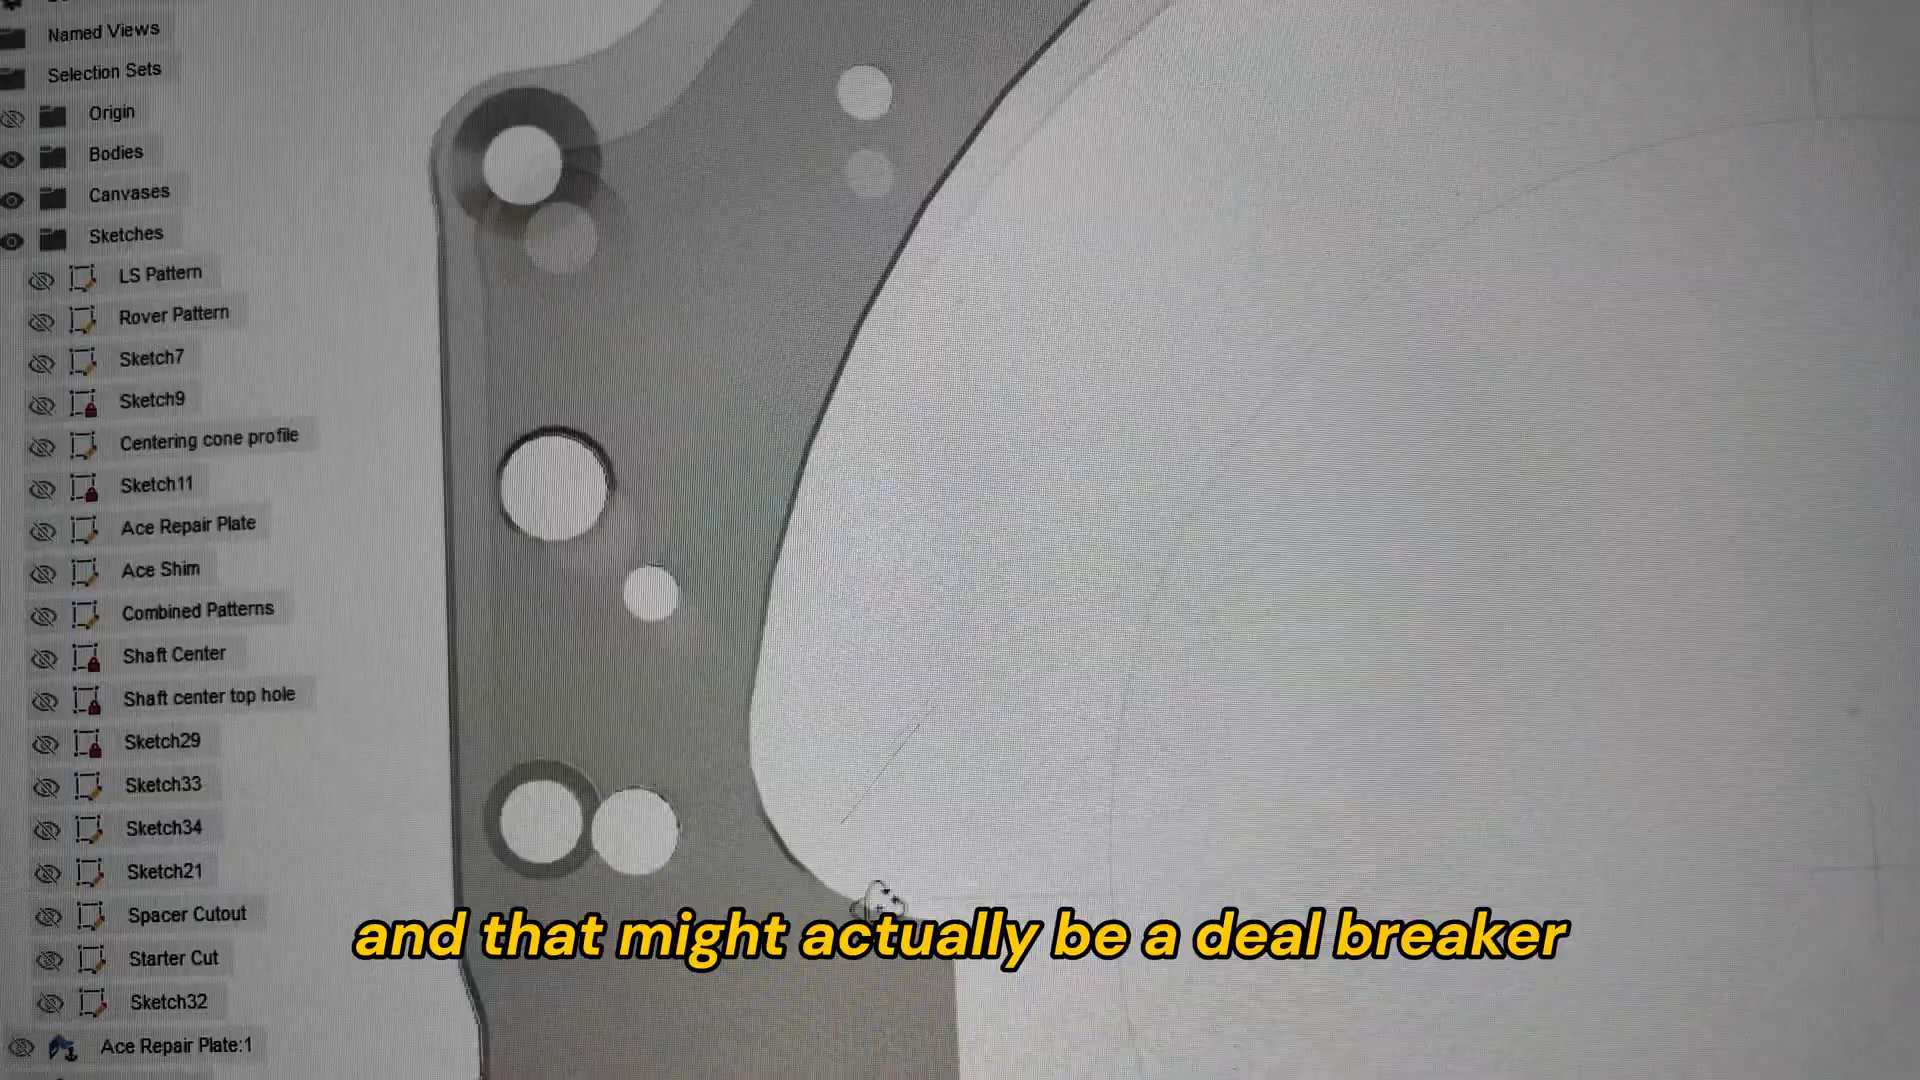 Named Views
Selection Sets
Origin
Bodies
Canvases
Sketches
LS Pattern
Rover Pattern
Sketch7
Sketch9
Centering cone profile
Sketch11
Ace Repair Plate
Ace Shim
Combined Patterns
Shaft Center
Shaft center top hole
Sketch29
Sketch33
Sketch34
Sketch21
Spacer Cutout
Starter Cut
Sketch32
Ace Repair Plate:1
and that might actually be a deal breaker